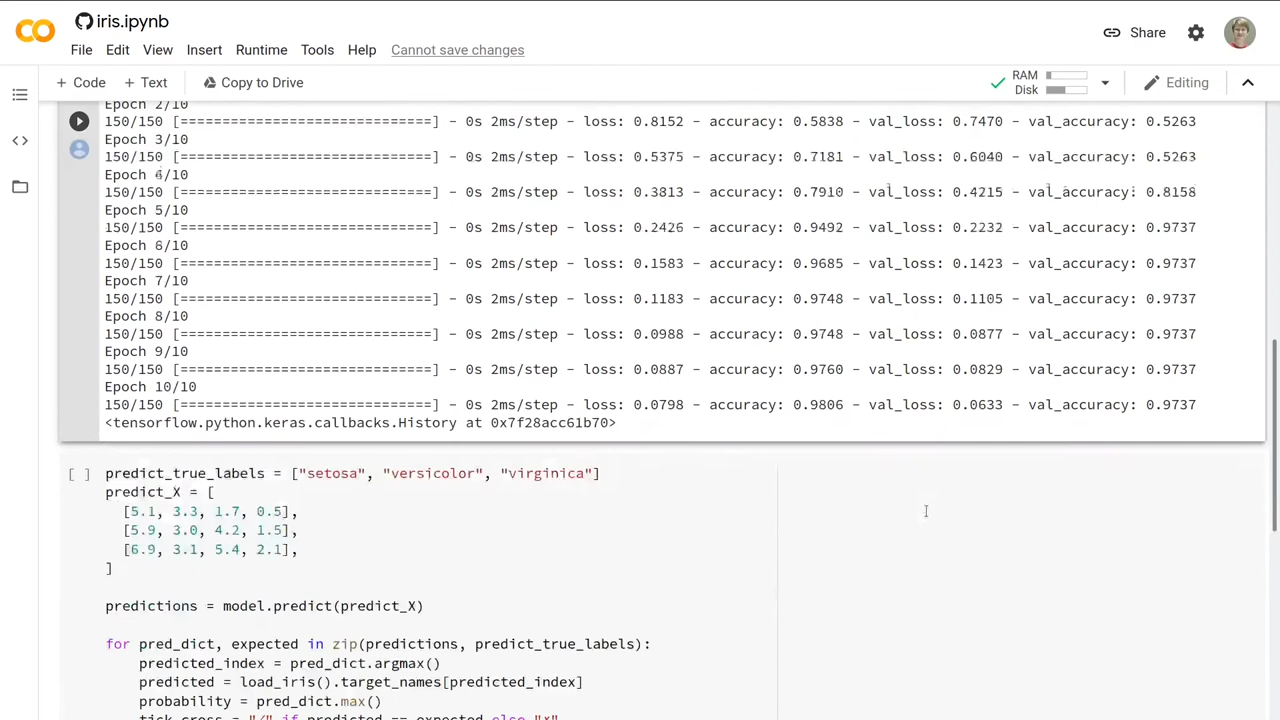 iris.ipynb
File Edit View Insert Runtime Tools Help Cannot save changes
Share
+ Code + Text Copy to Drive
RAM
Disk
Editing
Epoch 2/10
150/150 [==============================] - 0s 2ms/step - loss: 0.8152 - accuracy: 0.5838 - val_loss: 0.7470 - val_accuracy: 0.5263
Epoch 3/10
150/150 [==============================] - 0s 2ms/step - loss: 0.5375 - accuracy: 0.7181 - val_loss: 0.6040 - val_accuracy: 0.5263
Epoch 4/10
150/150 [==============================] - 0s 2ms/step - loss: 0.3813 - accuracy: 0.7910 - val_loss: 0.4215 - val_accuracy: 0.8158
Epoch 5/10
150/150 [==============================] - 0s 2ms/step - loss: 0.2426 - accuracy: 0.9492 - val_loss: 0.2232 - val_accuracy: 0.9737
Epoch 6/10
150/150 [==============================] - 0s 2ms/step - loss: 0.1583 - accuracy: 0.9685 - val_loss: 0.1423 - val_accuracy: 0.9737
Epoch 7/10
150/150 [==============================] - 0s 2ms/step - loss: 0.1183 - accuracy: 0.9748 - val_loss: 0.1105 - val_accuracy: 0.9737
Epoch 8/10
150/150 [==============================] - 0s 2ms/step - loss: 0.0988 - accuracy: 0.9748 - val_loss: 0.0877 - val_accuracy: 0.9737
Epoch 9/10
150/150 [==============================] - 0s 2ms/step - loss: 0.0887 - accuracy: 0.9760 - val_loss: 0.0829 - val_accuracy: 0.9737
Epoch 10/10
150/150 [==============================] - 0s 2ms/step - loss: 0.0798 - accuracy: 0.9806 - val_loss: 0.0633 - val_accuracy: 0.9737
<tensorflow.python.keras.callbacks.History at 0x7f28acc61b70>
[ ] predict_true_labels = ["setosa", "versicolor", "virginica"]
predict_X = [
[5.1, 3.3, 1.7, 0.5],
[5.9, 3.0, 4.2, 1.5],
[6.9, 3.1, 5.4, 2.1],
]
predictions = model.predict(predict_X)
for pred_dict, expected in zip(predictions, predict_true_labels):
predicted_index = pred_dict.argmax()
predicted = load_iris().target_names[predicted_index]
probability = pred_dict.max()
tick_cross = "/" if predicted == expected else "x"